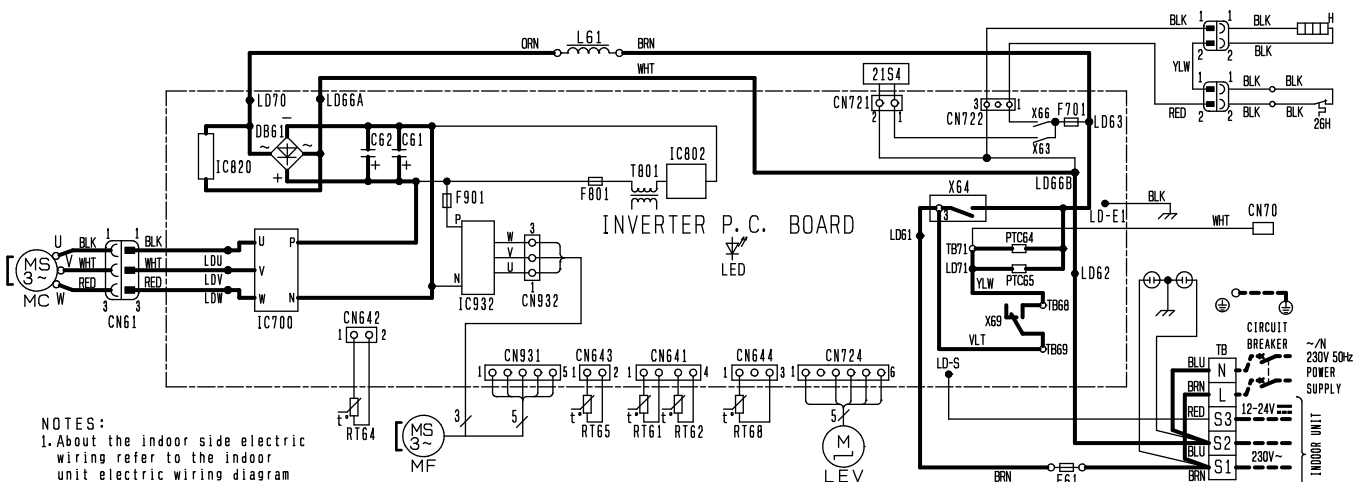 ORN
L61
BRN
WHT
BLK
1 1
BLK
H
2 2
BLK
YLW
1 1
BLK
BLK
RED
2 2
BLK
BLK
26H
21S4
CN721
2 1
3 1
CN722
X66
F701
X63
LD63
LD70
LD66A
DB61
−
~
~
+
IC820
C62
C61
+
+
IC802
T801
F801
F901
LD66B
X64
3
LD-E1
BLK
WHT
CN70
INVERTER P. C. BOARD
LED
LD61
TB71
PTC64
LD71
PTC65
YLW
LD62
TB68
X69
VLT
TB69
LD-S
U
BLK
1 1
BLK
V
WHT
WHT
W
RED
RED
3 3
MS
3~
MC
CN61
LDU
LDV
LDW
U
P
V
W
N
IC700
P
N
IC932
W
V
U
3
1
CN932
CN642
1 2
t°
RT64
CN931
1 5
CN643
1 2
CN641
1 4
CN644
1 3
CN724
1 6
3
5
MS
3~
MF
t°
RT65
t°
RT61
t°
RT62
t°
RT68
5
M
LEV
CIRCUIT
BREAKER
~/N
230V 50Hz
POWER
SUPPLY
TB
BLU
N
BRN
L
RED
S3
12-24V
S2
BLU
230V~
S1
BRN
INDOOR UNIT
BRN
F61
NOTES:
1. About the indoor side electric
wiring refer to the indoor
unit electric wiring diagram